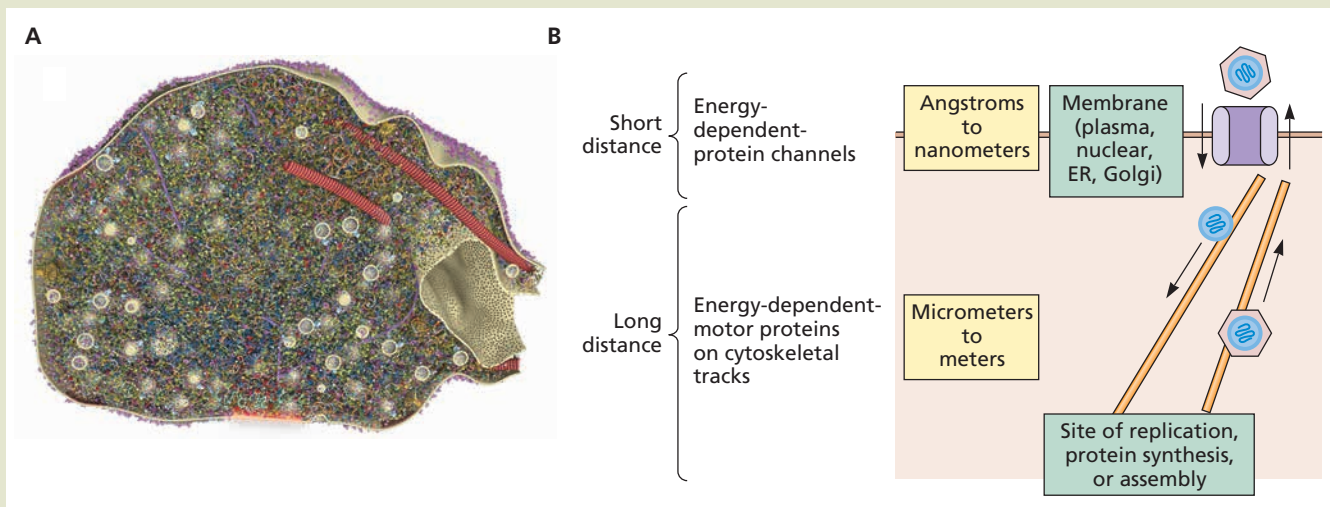 A
B
Short
distance
Energy-
dependent-
protein channels
Angstroms
to
nanometers
Membrane
(plasma,
nuclear,
ER, Golgi)
Long
distance
Energy-dependent-
motor proteins
on cytoskeletal
tracks
Micrometers
to
meters
Site of replication,
protein synthesis,
or assembly